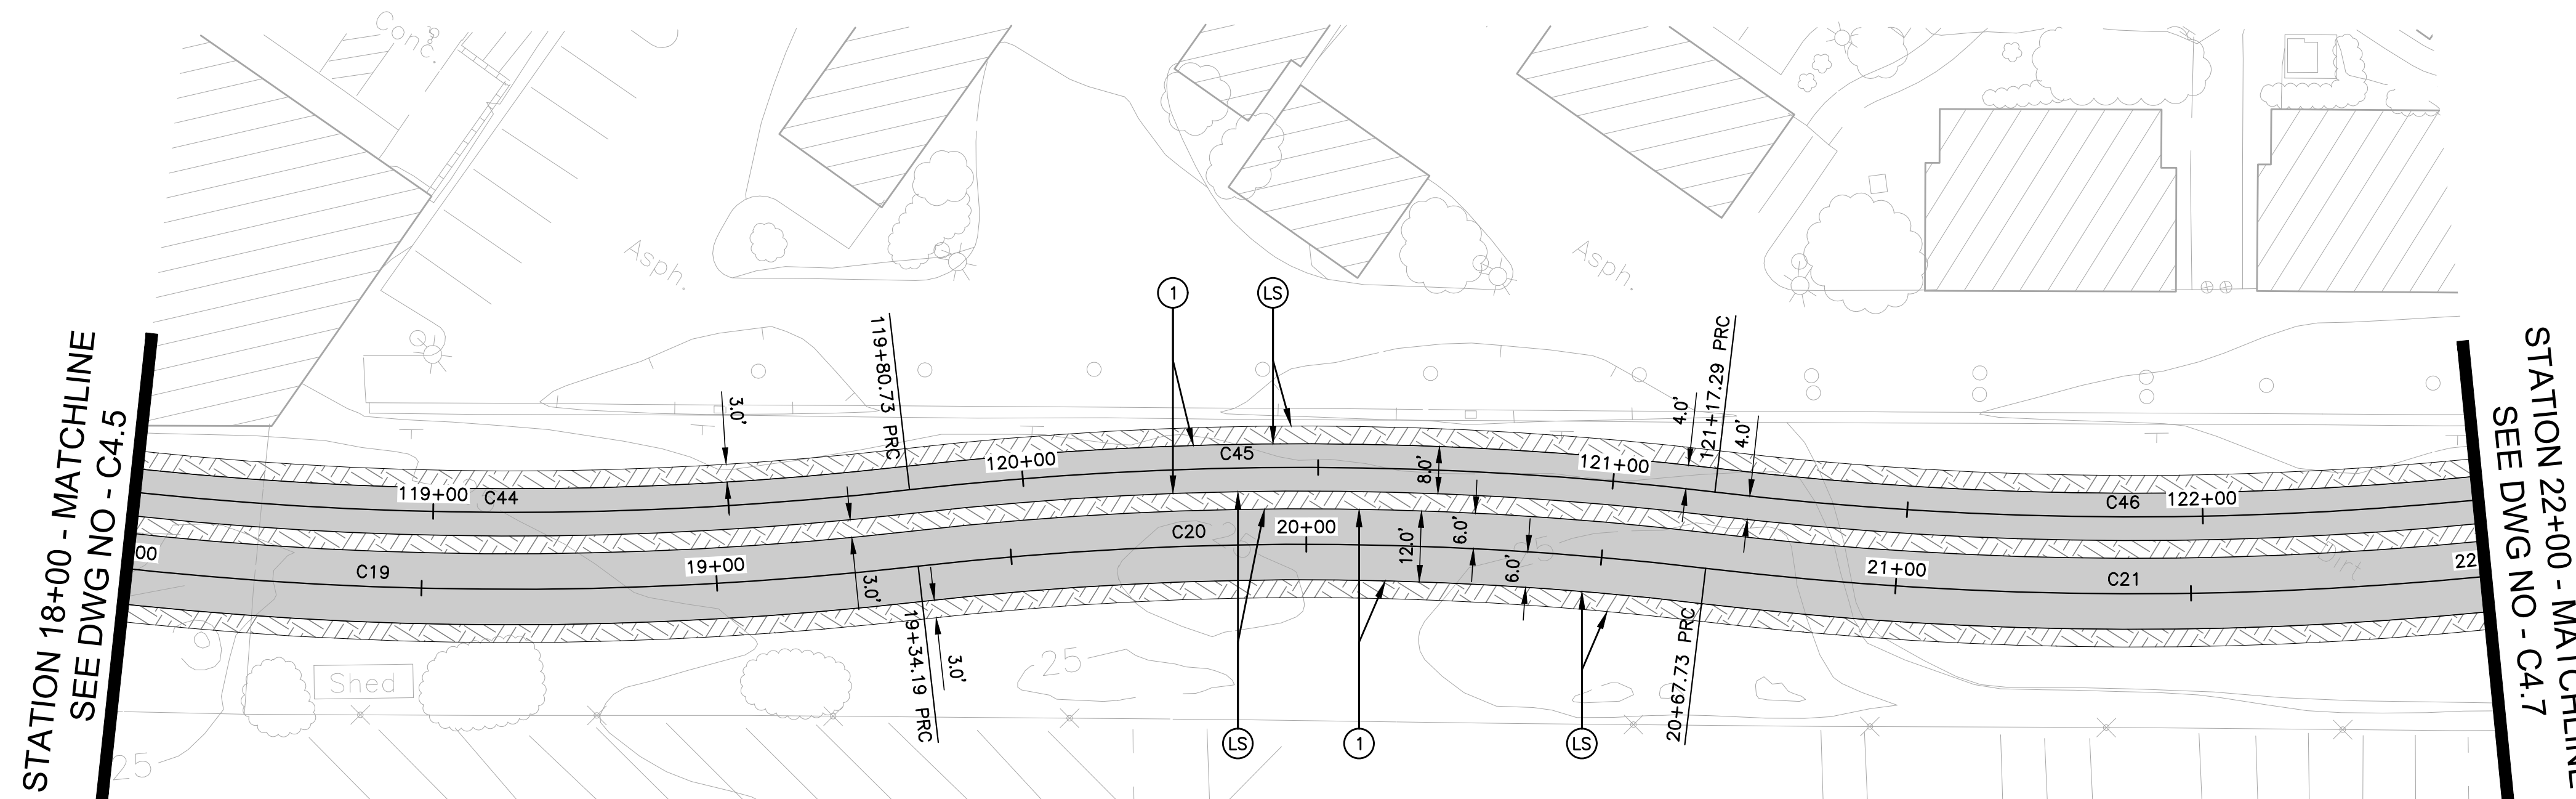 Conc.
Asph.
Asph.
1
LS
STATION 18+00 - MATCHLINE
SEE DWG NO - C4.5
STATION 22+00 - MATCHLINE
SEE DWG NO - C4.7
119+80.73 PRC
121+17.29 PRC
3.0'
4.0'
4.0'
119+00
C44
120+00
C45
8.0'
121+00
C46
122+00
00
C19
19+00
3.0'
C20
20+00
12.0'
6.0'
6.0'
21+00
C21
22
Dirt
19+34.19 PRC
3.0'
20+67.73 PRC
25
Shed
25
LS
1
LS